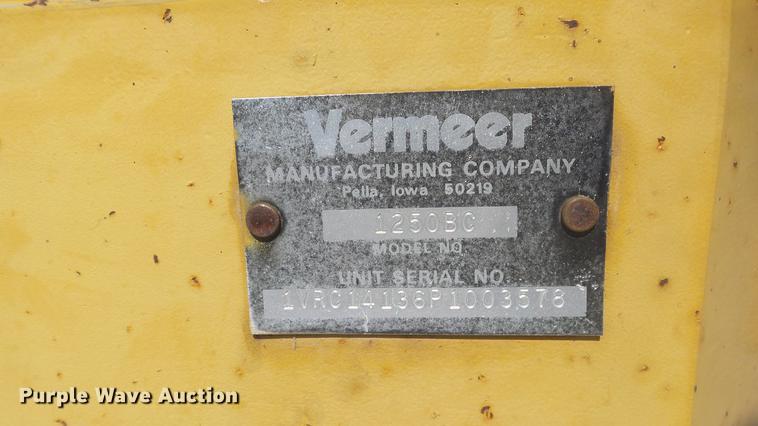 Vermeer
MANUFACTURING COMPANY
Pella, Iowa 50219
1250BC
MODEL NO.
UNIT SERIAL NO.
1VRC14136P1003578
Purple Wave Auction